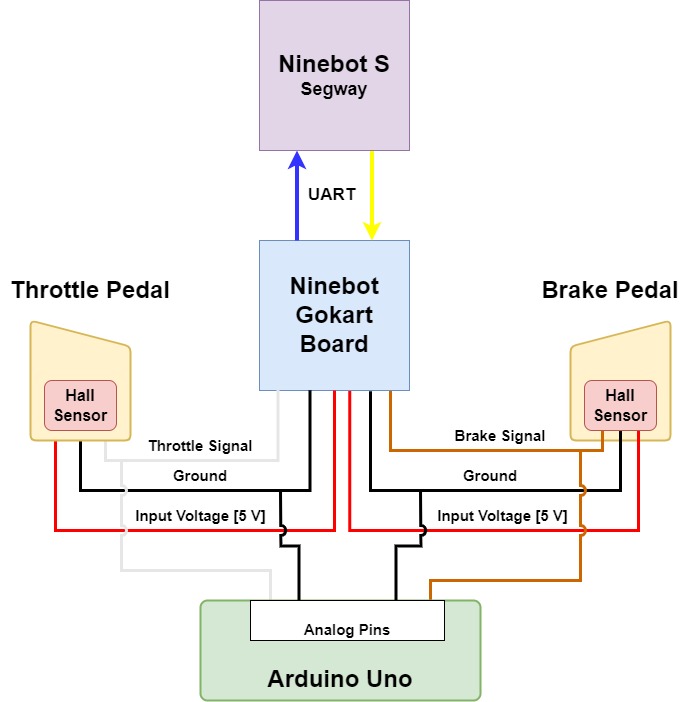 Ninebot S
Segway
UART
Ninebot
Gokart
Board
Throttle Pedal
Brake Pedal
Hall
Sensor
Hall
Sensor
Throttle Signal
Brake Signal
Ground
Ground
Input Voltage [5 V]
Input Voltage [5 V]
Analog Pins
Arduino Uno